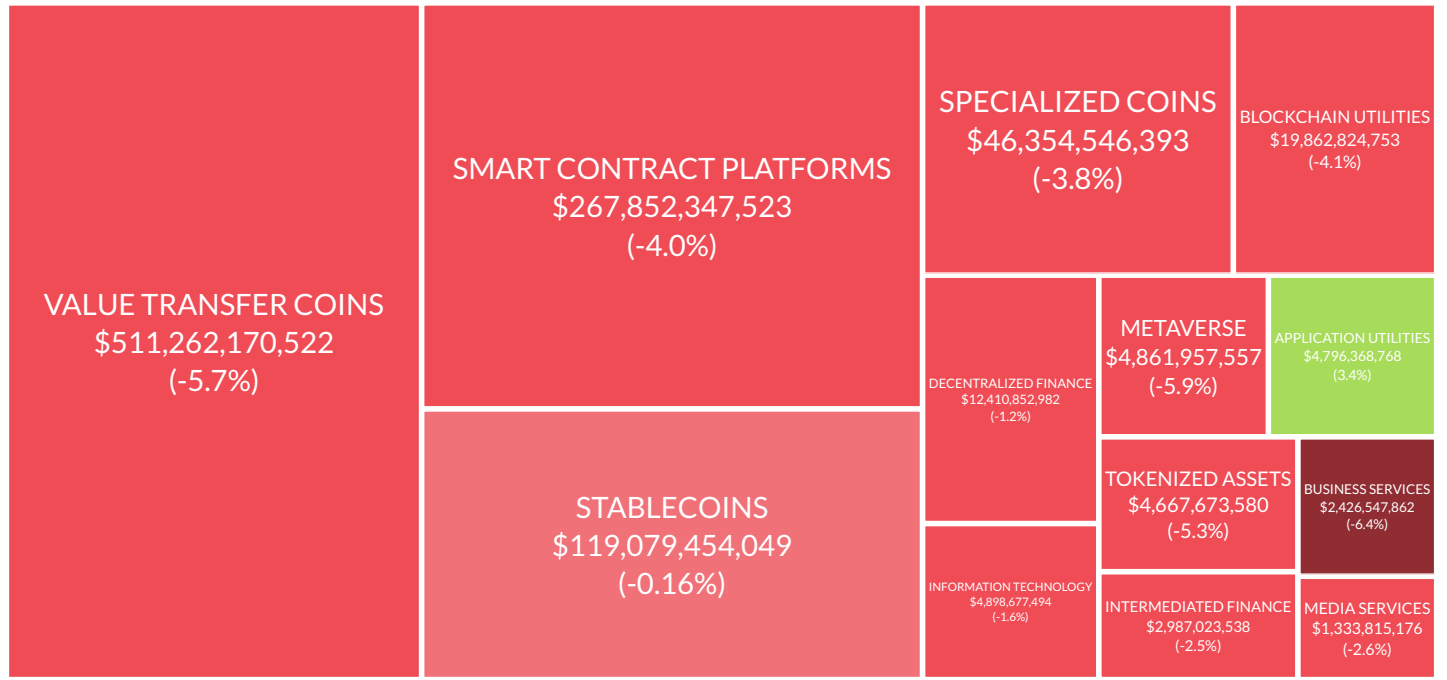 VALUE TRANSFER COINS
$511,262,170,522
(-5.7%)
SMART CONTRACT PLATFORMS
$267,852,347,523
(-4.0%)
STABLECOINS
$119,079,454,049
(-0.16%)
SPECIALIZED COINS
$46,354,546,393
(-3.8%)
BLOCKCHAIN UTILITIES
$19,862,824,753
(-4.1%)
DECENTRALIZED FINANCE
$12,410,852,982
(-1.2%)
INFORMATION TECHNOLOGY
$4,898,677,494
(-1.6%)
METAVERSE
$4,861,957,557
(-5.9%)
APPLICATION UTILITIES
$4,796,368,768
(3.4%)
TOKENIZED ASSETS
$4,667,673,580
(-5.3%)
BUSINESS SERVICES
$2,426,547,862
(-6.4%)
INTERMEDIATED FINANCE
$2,987,023,538
(-2.5%)
MEDIA SERVICES
$1,333,815,176
(-2.6%)